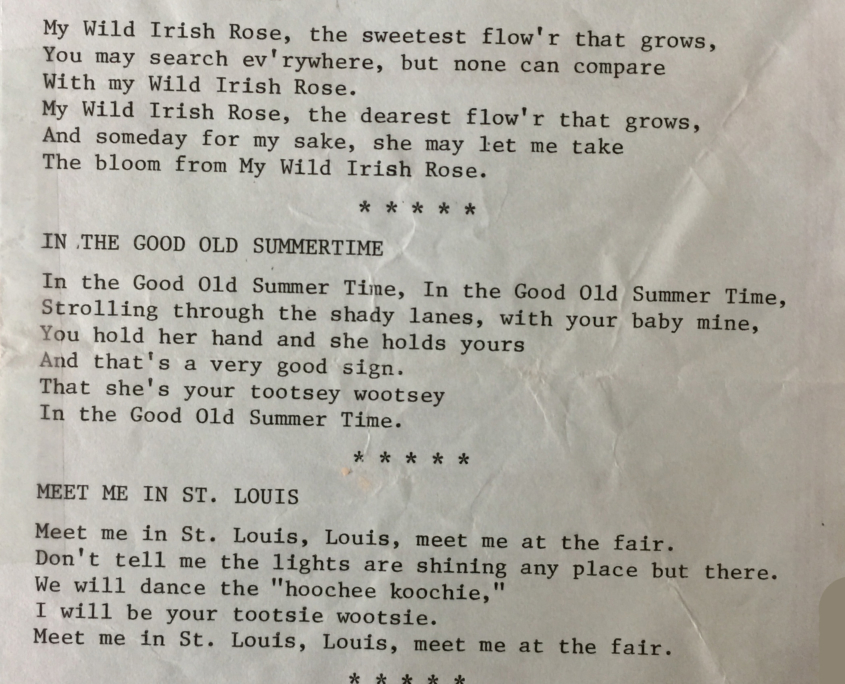 My Wild Irish Rose, the sweetest flow'r that grows,
You may search ev'rywhere, but none can compare
With my Wild Irish Rose.
My Wild Irish Rose, the dearest flow'r that grows,
And someday for my sake, she may let me take
The bloom from My Wild Irish Rose.
* * * * *
IN THE GOOD OLD SUMMERTIME
In the Good Old Summer Time, In the Good Old Summer Time,
Strolling through the shady lanes, with your baby mine,
You hold her hand and she holds yours
And that's a very good sign.
That she's your tootsey wootsey
In the Good Old Summer Time.
* * * * *
MEET ME IN ST. LOUIS
Meet me in St. Louis, Louis, meet me at the fair.
Don't tell me the lights are shining any place but there.
We will dance the "hoochee koochie,"
I will be your tootsie wootsie.
Meet me in St. Louis, Louis, meet me at the fair.
* * * * *